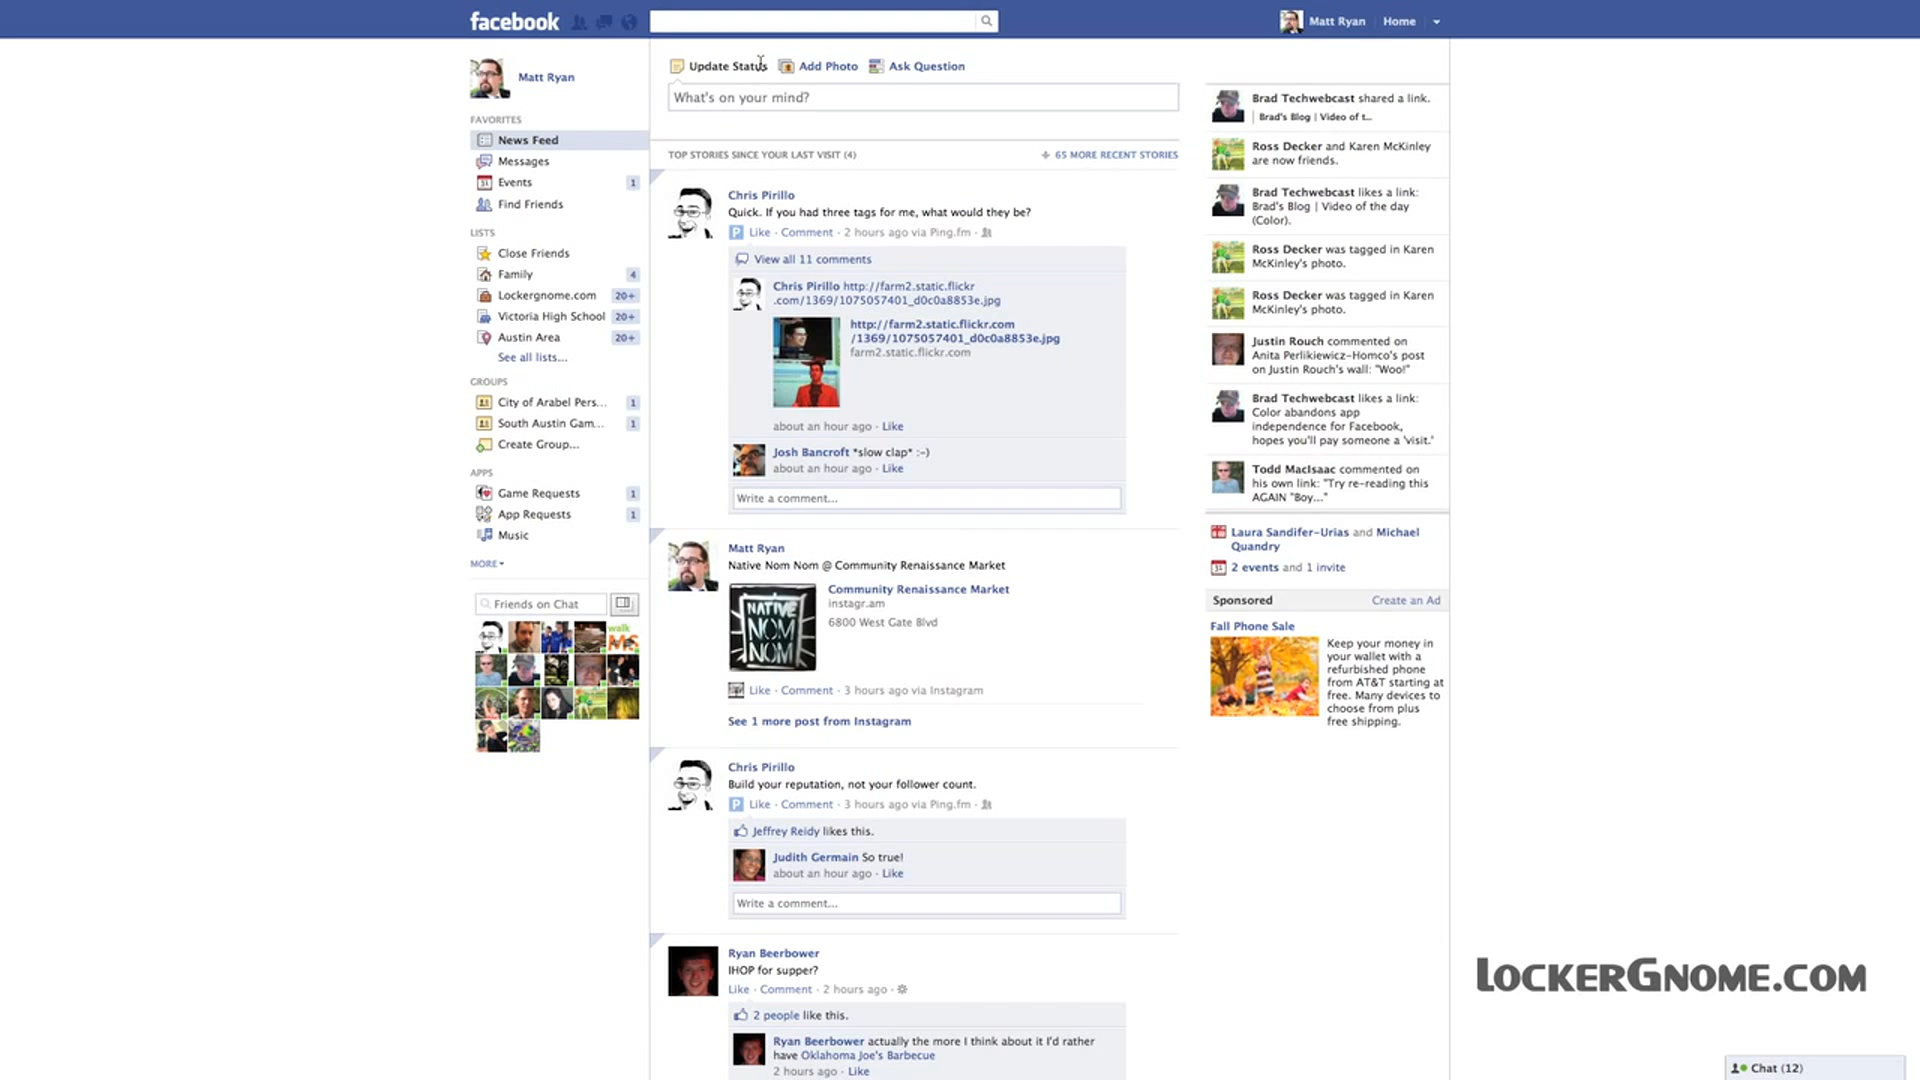 facebook
Matt Ryan
Home
Matt Ryan
FAVORITES
News Feed
Messages
Events 1
Find Friends
LISTS
Close Friends
Family 4
Lockergnome.com 20+
Victoria High School 20+
Austin Area 20+
See all lists...
GROUPS
City of Arabel Pers... 1
South Austin Gam... 1
Create Group...
APPS
Game Requests 1
App Requests 1
Music
MORE
Friends on Chat
walk
MS
Update Status Add Photo Ask Question
What's on your mind?
TOP STORIES SINCE YOUR LAST VISIT (4) 65 MORE RECENT STORIES
Chris Pirillo
Quick. If you had three tags for me, what would they be?
P Like · Comment · 2 hours ago via Ping.fm ·
View all 11 comments
Chris Pirillo http://farm2.static.flickr
.com/1369/1075057401_d0c0a8853e.jpg
http://farm2.static.flickr.com
/1369/1075057401_d0c0a8853e.jpg
farm2.static.flickr.com
about an hour ago · Like
Josh Bancroft *slow clap* :-)
about an hour ago · Like
Write a comment...
Matt Ryan
Native Nom Nom @ Community Renaissance Market
NATIVE
NOM
NOM
Community Renaissance Market
instagr.am
6800 West Gate Blvd
Like · Comment · 3 hours ago via Instagram
See 1 more post from Instagram
Chris Pirillo
Build your reputation, not your follower count.
P Like · Comment · 3 hours ago via Ping.fm ·
Jeffrey Reidy likes this.
Judith Germain So true!
about an hour ago · Like
Write a comment...
Ryan Beerbower
IHOP for supper?
Like · Comment · 2 hours ago ·
2 people like this.
Ryan Beerbower actually the more I think about it I'd rather
have Oklahoma Joe's Barbecue
2 hours ago · Like
Brad Techwebcast shared a link.
Brad's Blog | Video of t...
Ross Decker and Karen McKinley
are now friends.
Brad Techwebcast likes a link:
Brad's Blog | Video of the day
(Color).
Ross Decker was tagged in Karen
McKinley's photo.
Ross Decker was tagged in Karen
McKinley's photo.
Justin Rouch commented on
Anita Perlikiewicz-Homco's post
on Justin Rouch's wall: "Woo!"
Brad Techwebcast likes a link:
Color abandons app
independence for Facebook,
hopes you'll pay someone a 'visit.'
Todd MacIsaac commented on
his own link: "Try re-reading this
AGAIN "Boy..."
Laura Sandifer-Urias and Michael
Quandry
31 2 events and 1 invite
Sponsored Create an Ad
Fall Phone Sale
Keep your money in
your wallet with a
refurbished phone
from AT&T starting at
free. Many devices to
choose from plus
free shipping.
LOCKERGNOME.COM
Chat (12)